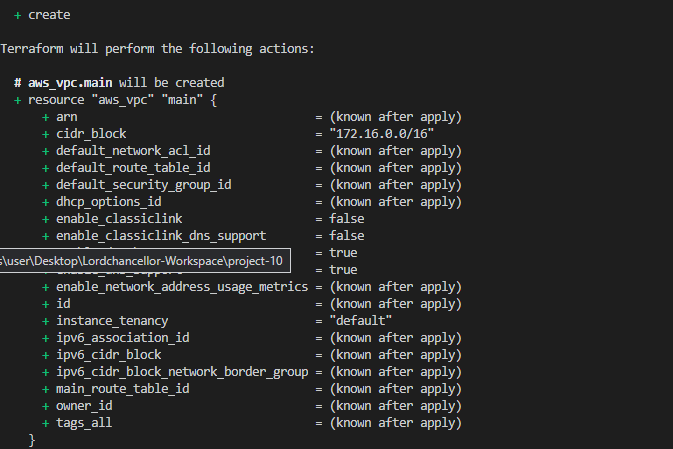 + create
Terraform will perform the following actions:
# aws_vpc.main will be created
+ resource "aws_vpc" "main" {
+ arn = (known after apply)
+ cidr_block = "172.16.0.0/16"
+ default_network_acl_id = (known after apply)
+ default_route_table_id = (known after apply)
+ default_security_group_id = (known after apply)
+ dhcp_options_id = (known after apply)
+ enable_classiclink = false
+ enable_classiclink_dns_support = false
= true
s\user\Desktop\Lordchancellor-Workspace\project-10
= true
+ enable_network_address_usage_metrics = (known after apply)
+ id = (known after apply)
+ instance_tenancy = "default"
+ ipv6_association_id = (known after apply)
+ ipv6_cidr_block = (known after apply)
+ ipv6_cidr_block_network_border_group = (known after apply)
+ main_route_table_id = (known after apply)
+ owner_id = (known after apply)
+ tags_all = (known after apply)
}